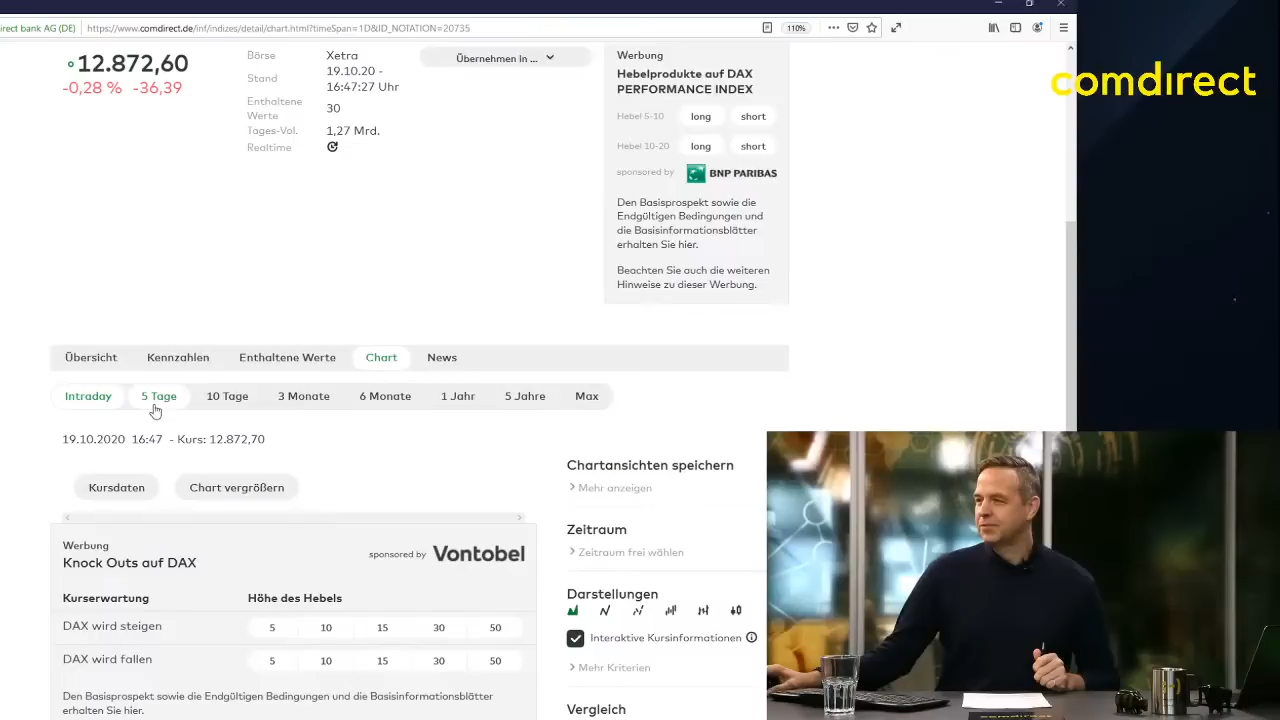 irect bank AG (DE)
https://www.comdirect.de/inf/indizes/detail/chart.html?timeSpan=1D&ID_NOTATION=20735
110%
comdirect
12.872,60
-0,28 % -36,39
Börse Xetra
Stand 19.10.20 -
16:47:27 Uhr
Enthaltene
Werte 30
Tages-Vol. 1,27 Mrd.
Realtime
Übernehmen in ...
Werbung
Hebelprodukte auf DAX
PERFORMANCE INDEX
Hebel 5-10 long short
Hebel 10-20 long short
sponsored by BNP PARIBAS
Den Basisprospekt sowie die
Endgültigen Bedingungen und
die Basisinformationsblätter
erhalten Sie hier.
Beachten Sie auch die weiteren
Hinweise zu dieser Werbung.
Übersicht Kennzahlen Enthaltene Werte Chart News
Intraday 5 Tage 10 Tage 3 Monate 6 Monate 1 Jahr 5 Jahre Max
19.10.2020 16:47 - Kurs: 12.872,70
Kursdaten Chart vergrößern
Werbung
Knock Outs auf DAX
sponsored by Vontobel
Kurserwartung Höhe des Hebels
DAX wird steigen 5 10 15 30 50
DAX wird fallen 5 10 15 30 50
Den Basisprospekt sowie die Endgültigen Bedingungen und die Basisinformationsblätter
erhalten Sie hier.
Chartansichten speichern
Mehr anzeigen
Zeitraum
Zeitraum frei wählen
Darstellungen
Interaktive Kursinformationen
Mehr Kriterien
Vergleich
comdirect